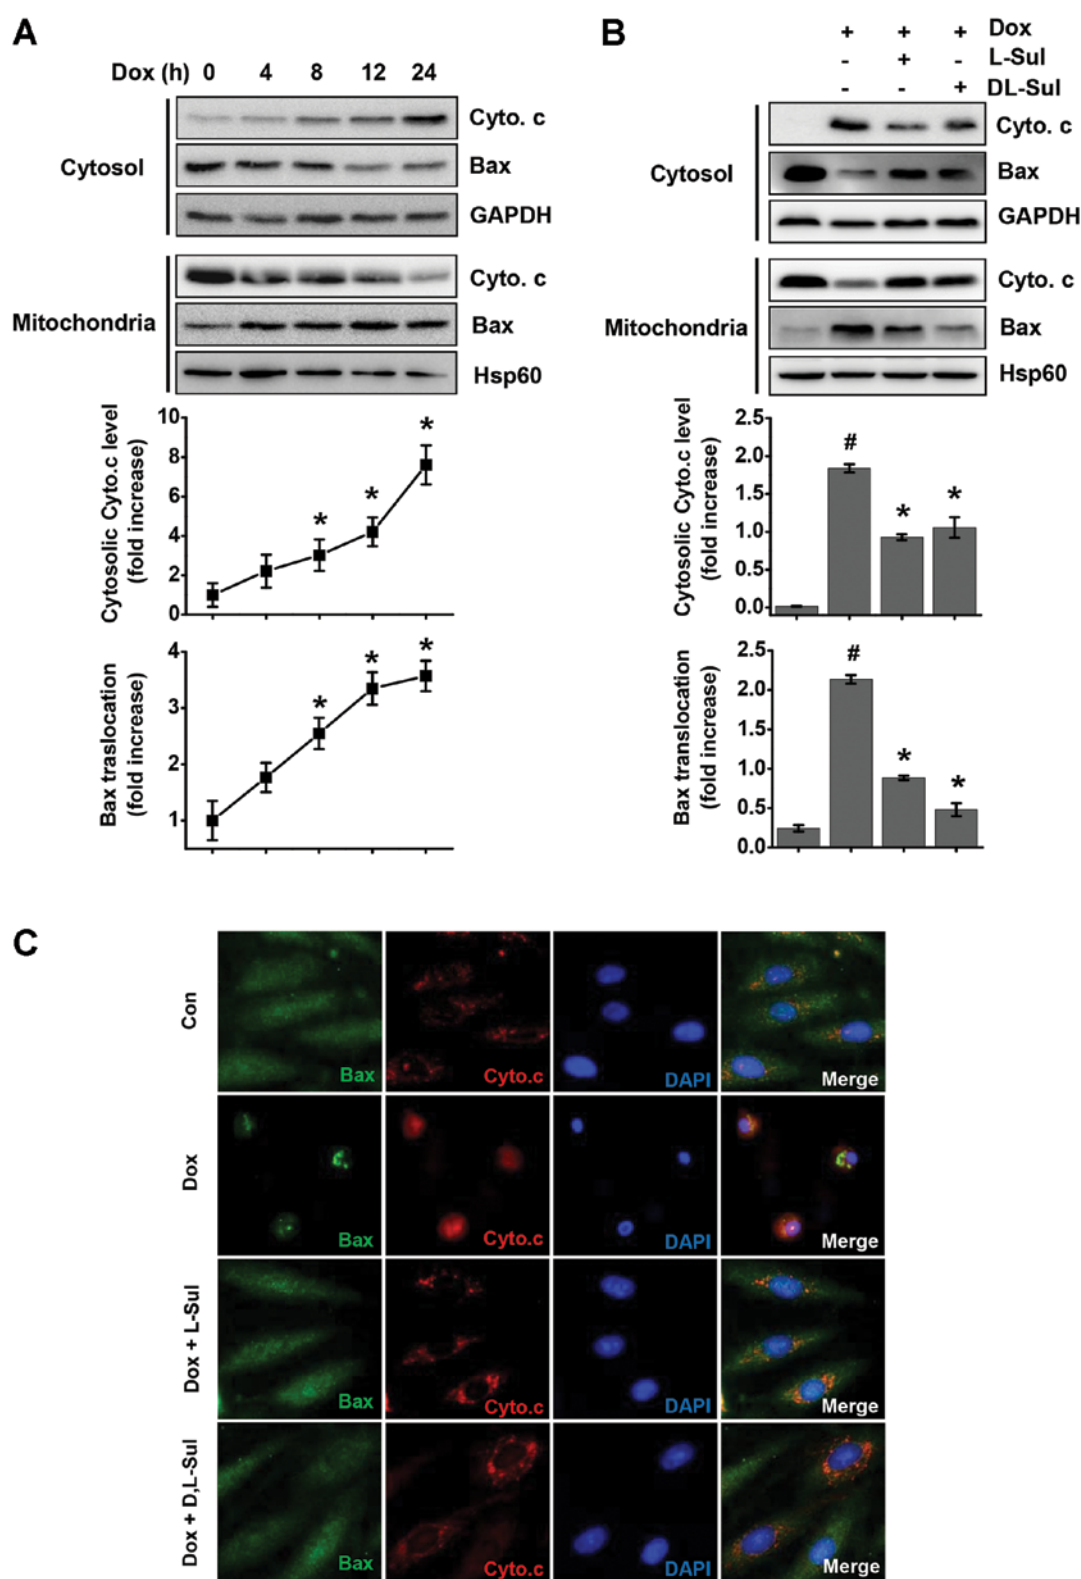 A
Dox (h) 0 4 8 12 24
Cytosol
Cyto. c
Bax
GAPDH
Mitochondria
Cyto. c
Bax
Hsp60
Cytosolic Cyto.c level
(fold increase)
10
8
6
4
2
0
* * *
Bax traslocation
(fold increase)
4
3
2
1
* * *
B
+ + + Dox
- + - L-Sul
- - + DL-Sul
Cytosol
Cyto. c
Bax
GAPDH
Mitochondria
Cyto. c
Bax
Hsp60
Cytosolic Cyto.c level
(fold increase)
2.5
2.0
1.5
1.0
0.5
0.0
# * *
Bax translocation
(fold increase)
2.5
2.0
1.5
1.0
0.5
0.0
# * *
C
Con
Bax Cyto.c DAPI Merge
Dox
Bax Cyto.c DAPI Merge
Dox + L-Sul
Bax Cyto.c DAPI Merge
Dox + D,L-Sul
Bax Cyto.c DAPI Merge